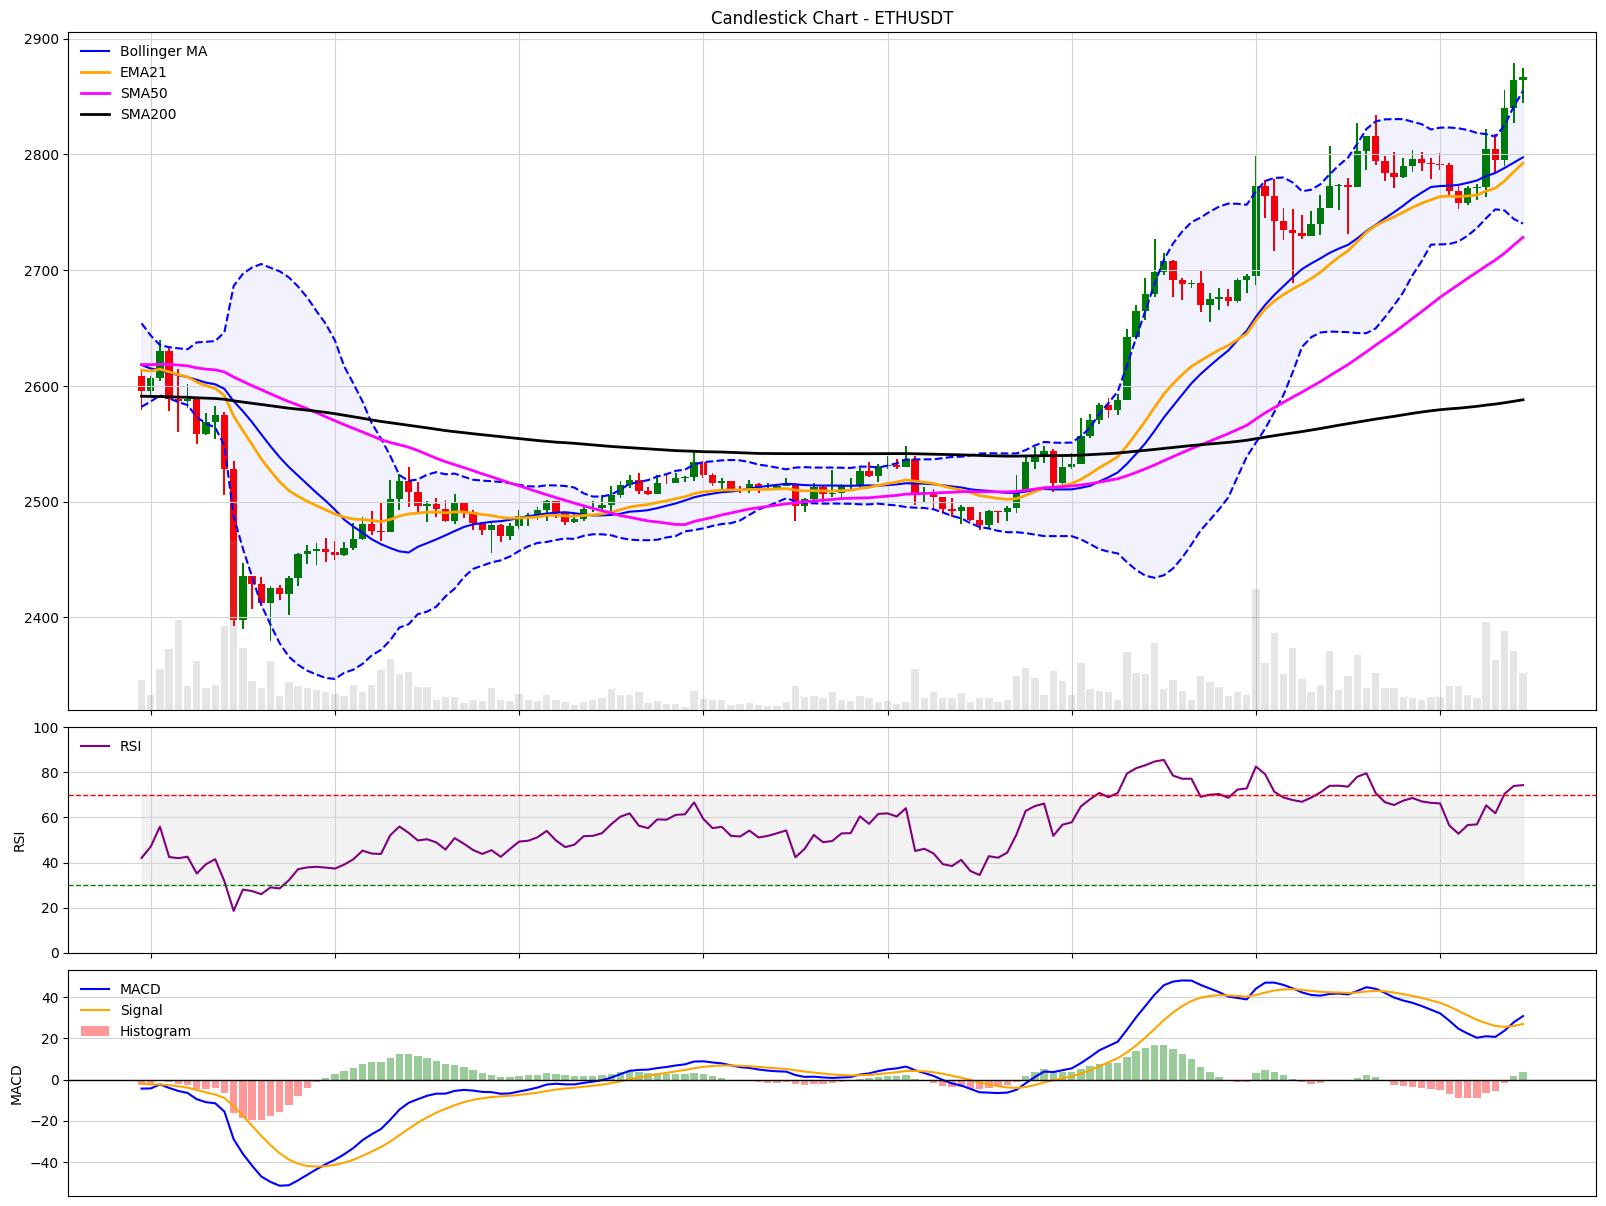 Candlestick Chart - ETHUSDT
2900
2800
2700
2600
2500
2400
Bollinger MA
EMA21
SMA50
SMA200
100
80
60
40
20
0
RSI
RSI
40
20
0
−20
−40
MACD
MACD
Signal
Histogram